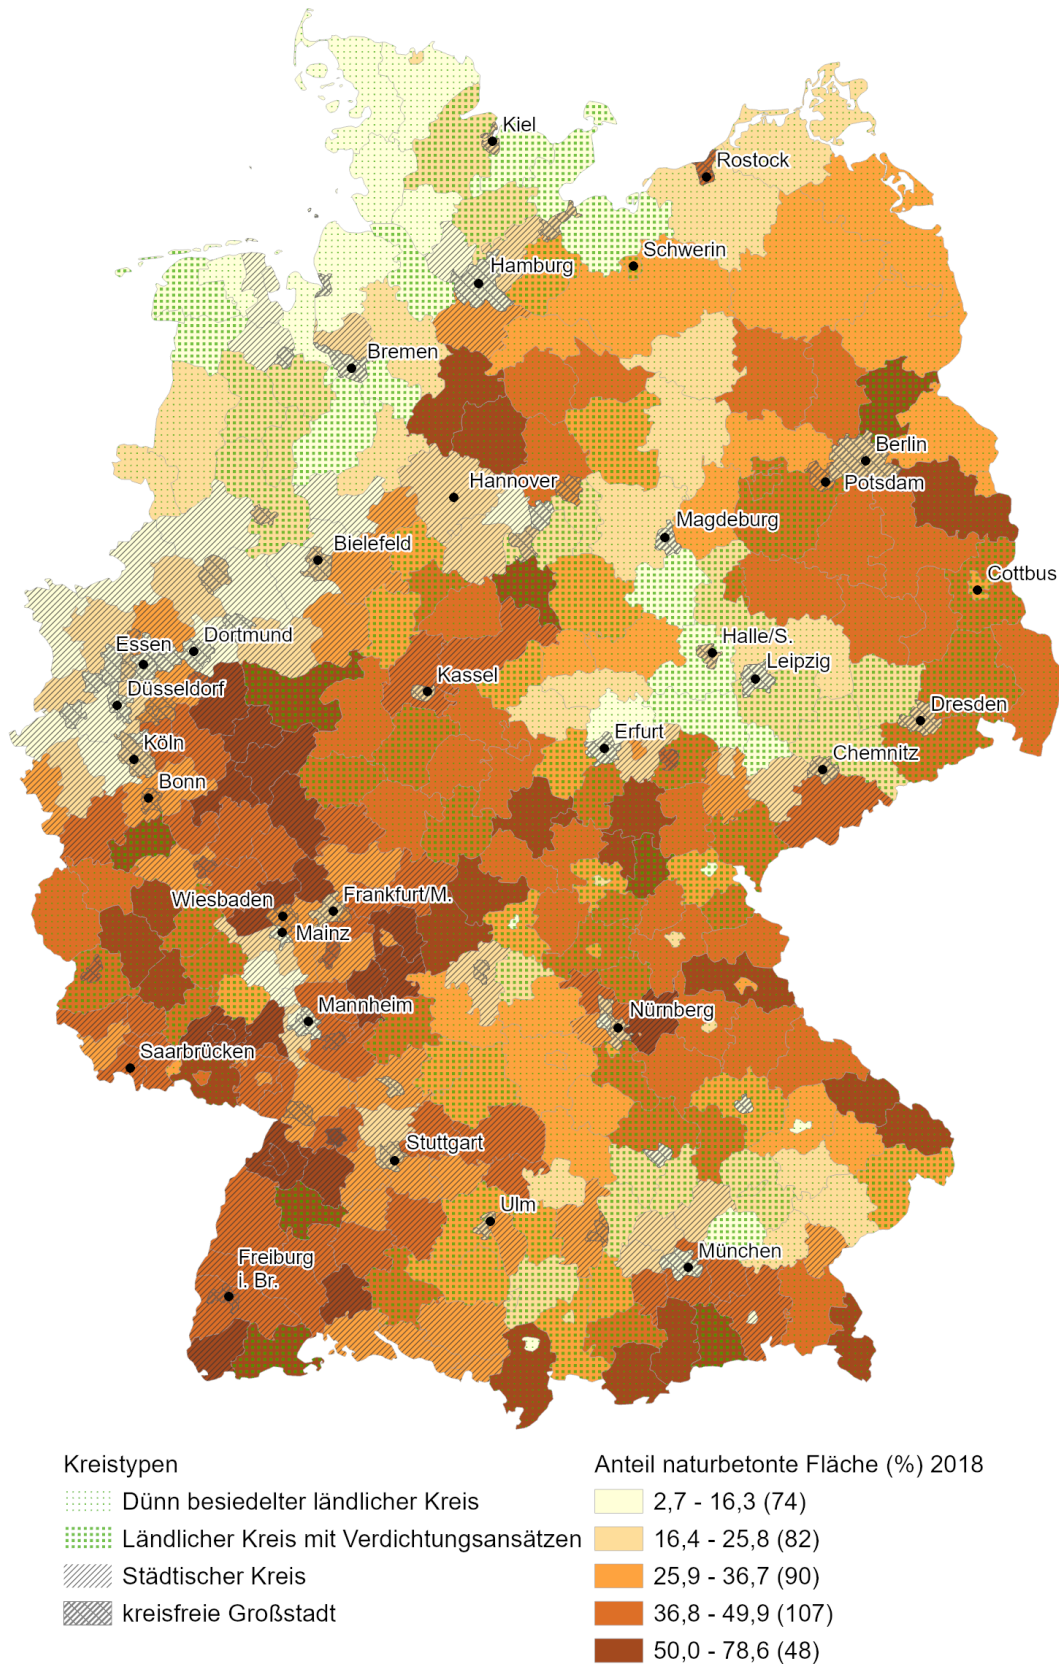 Kiel
Rostock
Schwerin
Hamburg
Bremen
Berlin
Potsdam
Hannover
Magdeburg
Bielefeld
Cottbus
Dortmund
Essen
Halle/S.
Leipzig
Kassel
Düsseldorf
Dresden
Köln
Erfurt
Chemnitz
Bonn
Frankfurt/M.
Wiesbaden
Mainz
Mannheim
Nürnberg
Saarbrücken
Stuttgart
Ulm
München
Freiburg
i. Br.
Kreistypen
Dünn besiedelter ländlicher Kreis
Ländlicher Kreis mit Verdichtungsansätzen
Städtischer Kreis
kreisfreie Großstadt
Anteil naturbetonte Fläche (%) 2018
2,7 - 16,3 (74)
16,4 - 25,8 (82)
25,9 - 36,7 (90)
36,8 - 49,9 (107)
50,0 - 78,6 (48)